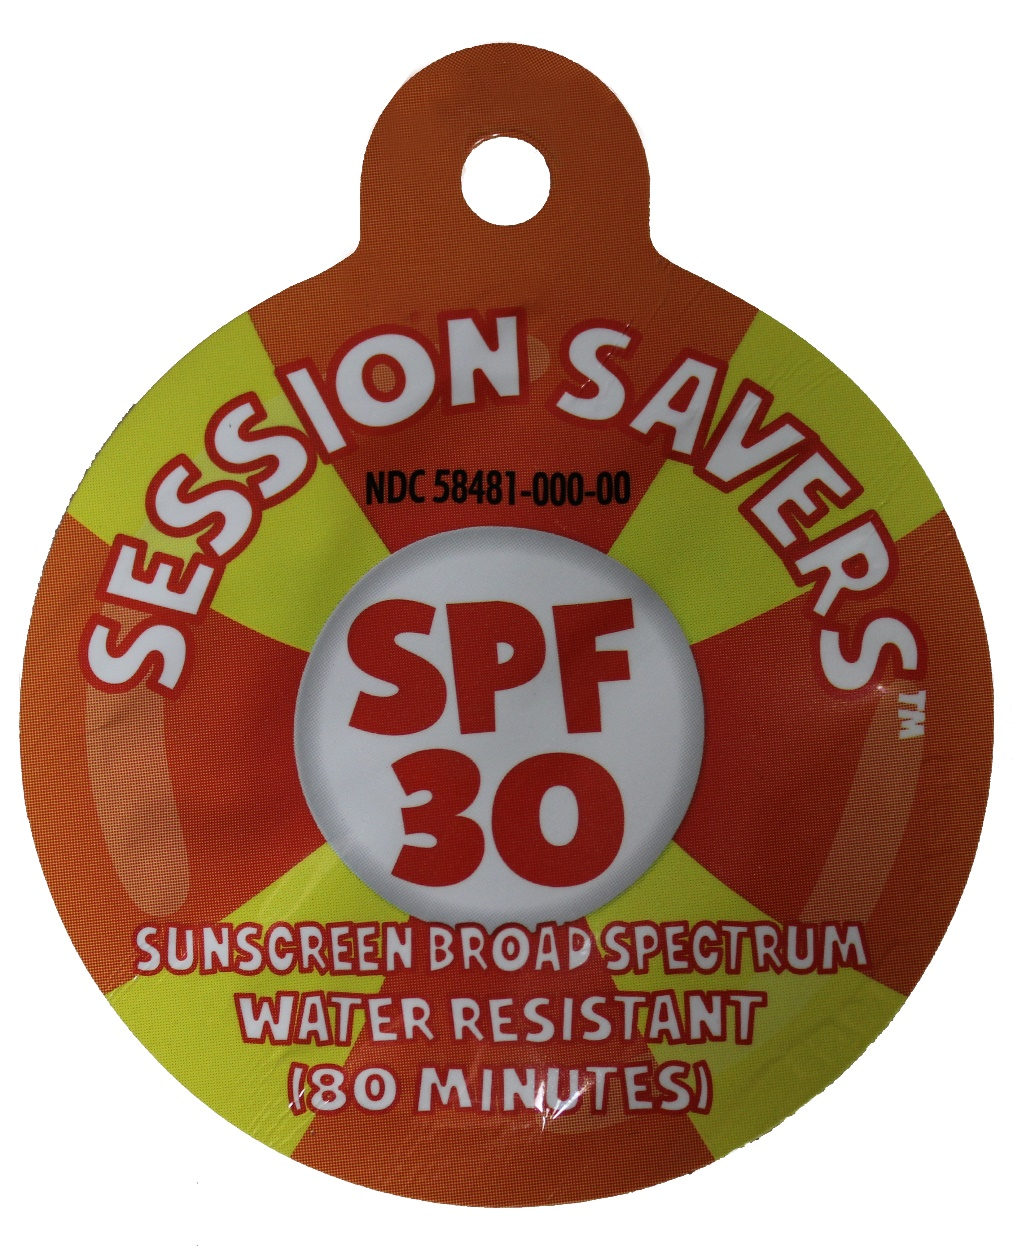 SESSION SAVERS™
NDC 58481-000-00
SPF
30
SUNSCREEN BROAD SPECTRUM
WATER RESISTANT
(80 MINUTES)